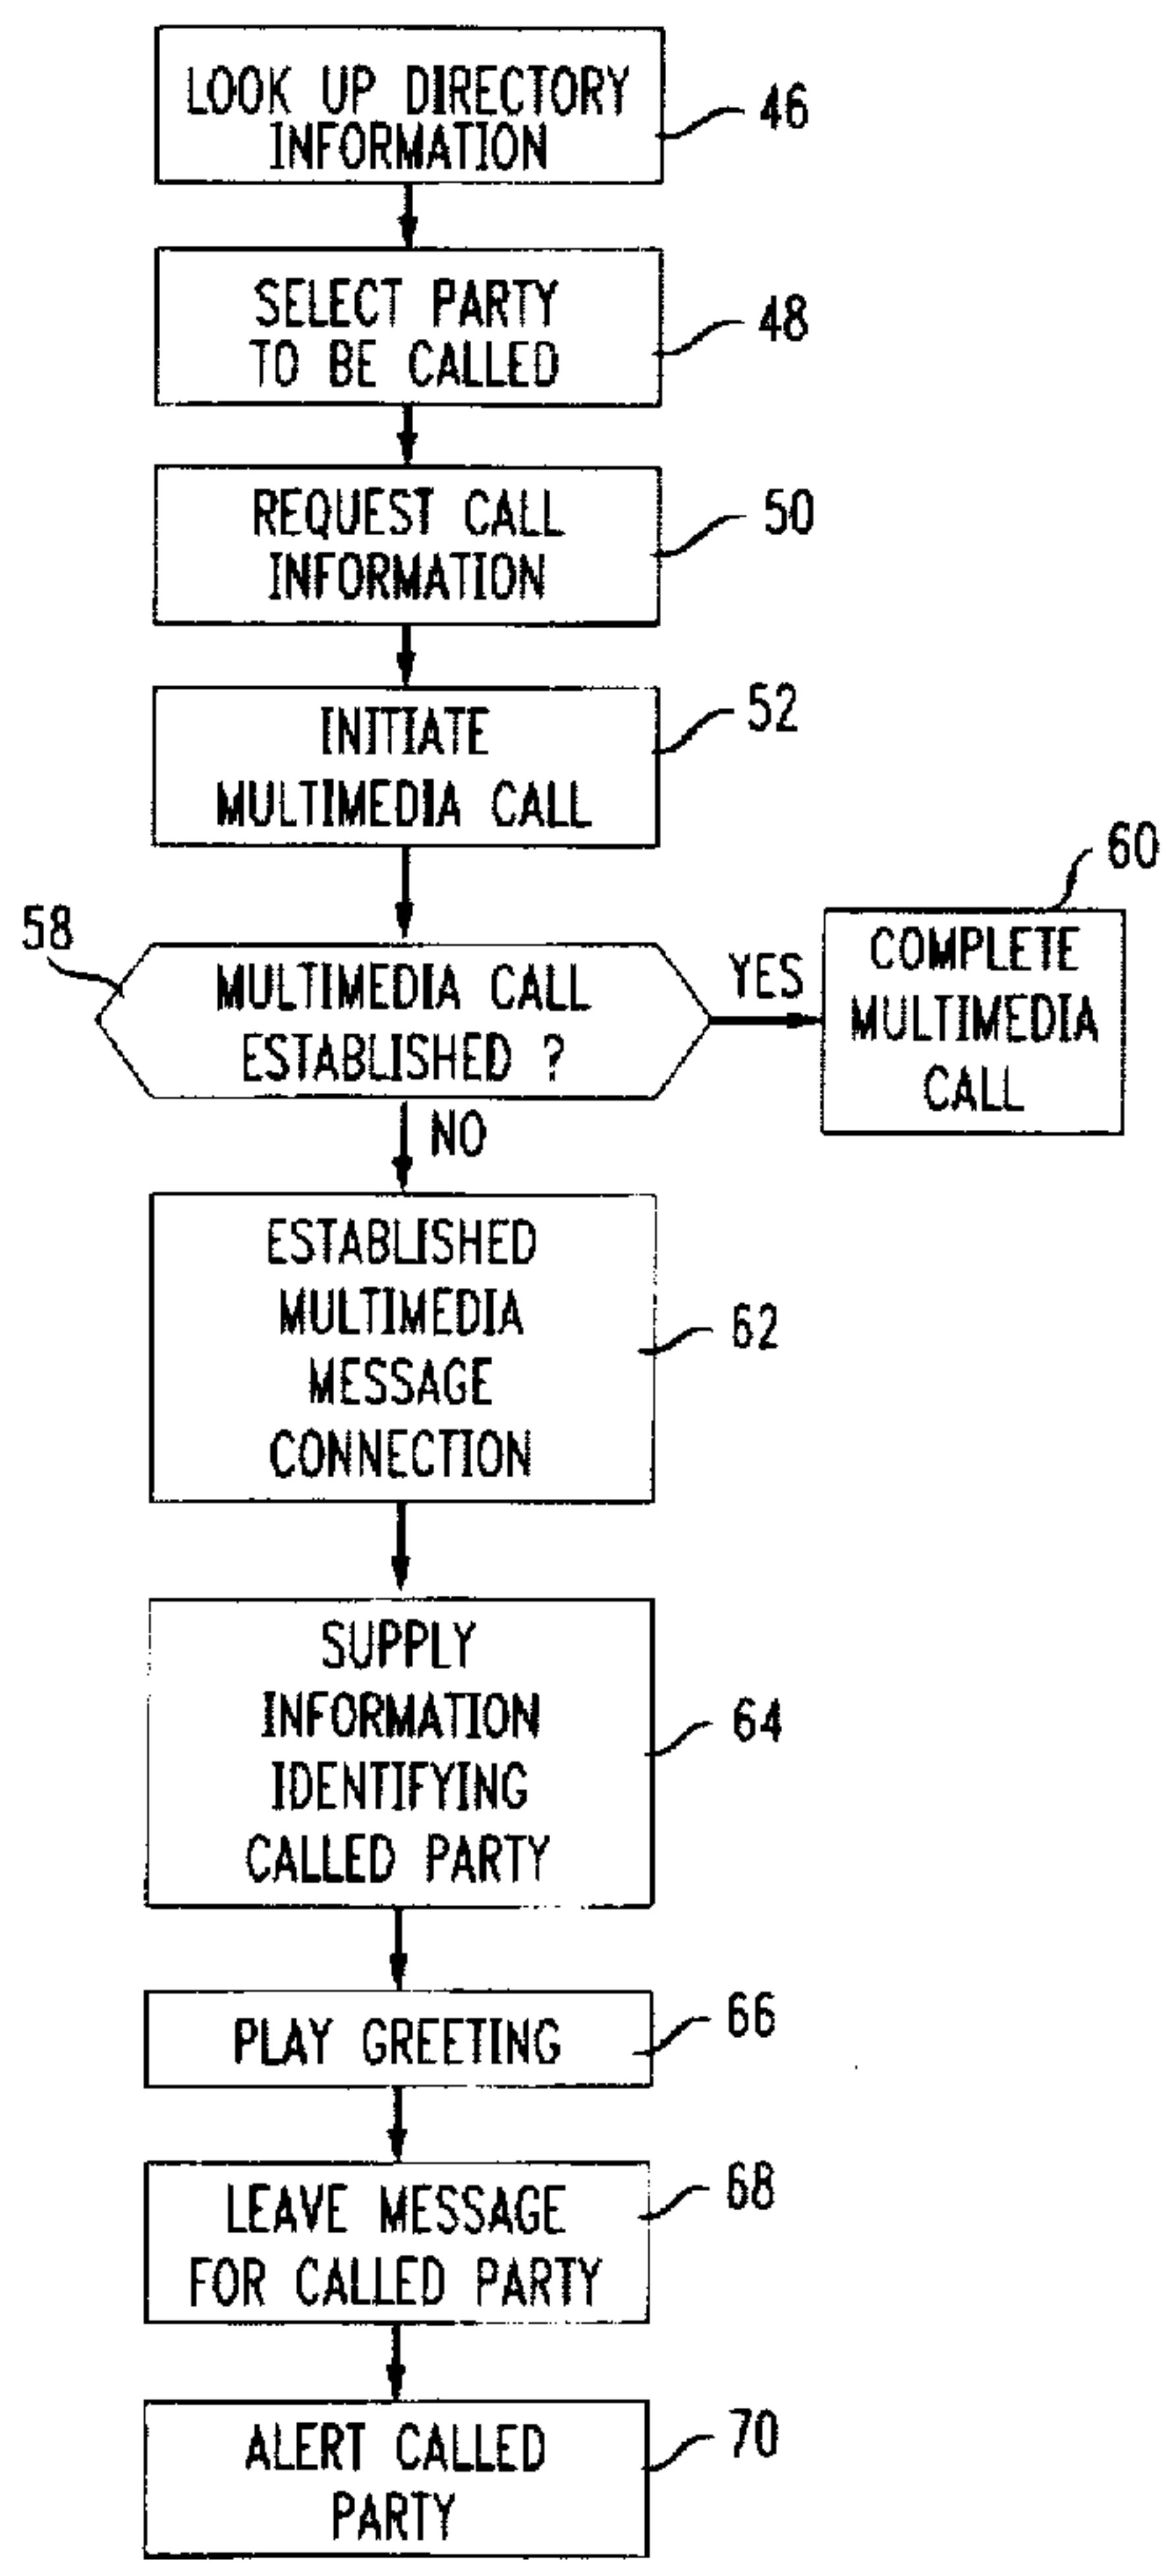 LOOK UP DIRECTORY
INFORMATION
46
SELECT PARTY
TO BE CALLED
48
REQUEST CALL
INFORMATION
50
INITIATE
MULTIMEDIA CALL
52
58
MULTIMEDIA CALL
ESTABLISHED ?
YES
60
COMPLETE
MULTIMEDIA
CALL
NO
ESTABLISHED
MULTIMEDIA
MESSAGE
CONNECTION
62
SUPPLY
INFORMATION
IDENTIFYING
CALLED PARTY
64
PLAY GREETING
66
LEAVE MESSAGE
FOR CALLED PARTY
68
ALERT CALLED
PARTY
70